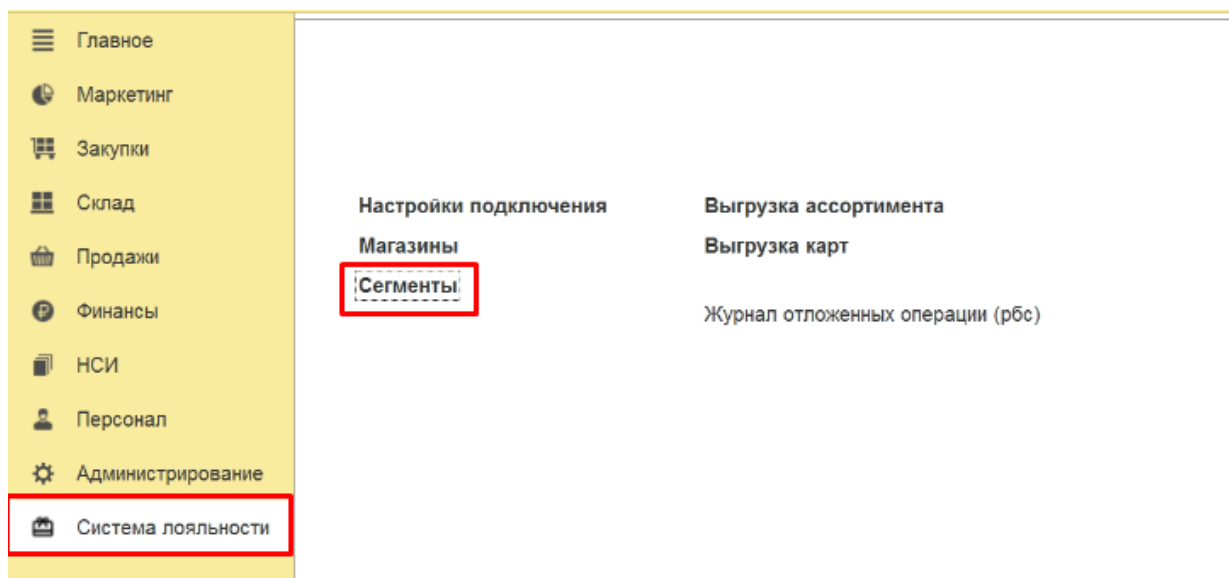 Главное
Маркетинг
Закупки
Склад
Продажи
Финансы
НСИ
Персонал
Администрирование
Система лояльности
Настройки подключения
Магазины
Сегменты
Выгрузка ассортимента
Выгрузка карт
Журнал отложенных операции (рбс)